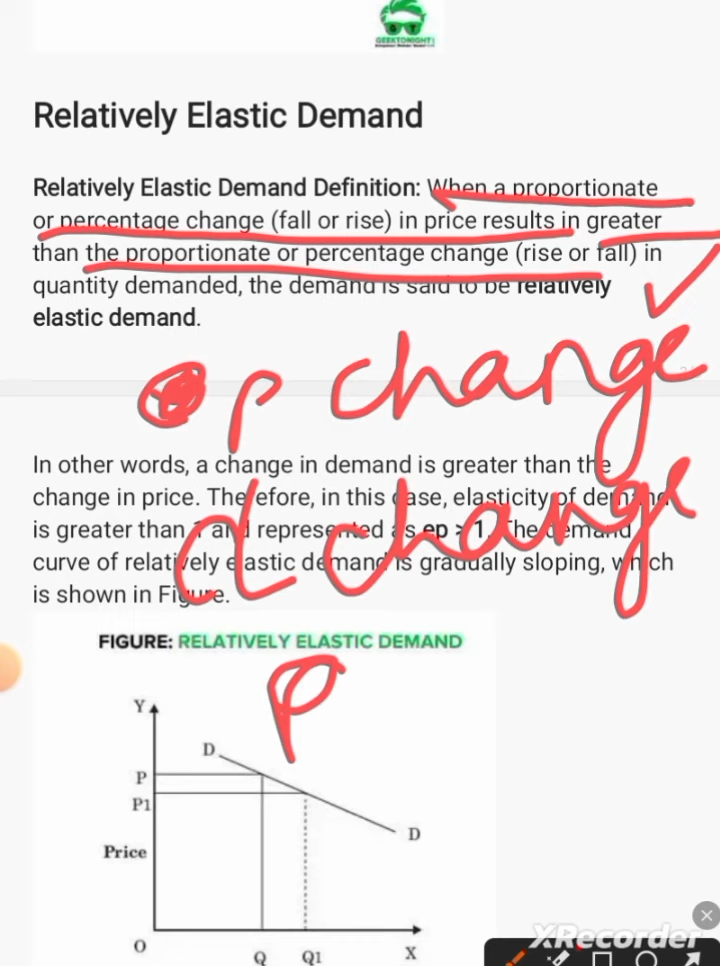 GEEKTONIGHT
Relatively Elastic Demand
Relatively Elastic Demand Definition: When a proportionate
or percentage change (fall or rise) in price results in greater
than the proportionate or percentage change (rise or fall) in
quantity demanded, the demand is said to be relatively
elastic demand.
p change
In other words, a change in demand is greater than the
change in price. Therefore, in this case, elasticity of demand
d change
is greater than 1 and represented as ep > 1. The demand
curve of relatively elastic demand is gradually sloping, which
is shown in Figure.
FIGURE: RELATIVELY ELASTIC DEMAND
P
Y
D
P
P1
D
Price
O
Q
Q1
X
XRecorder